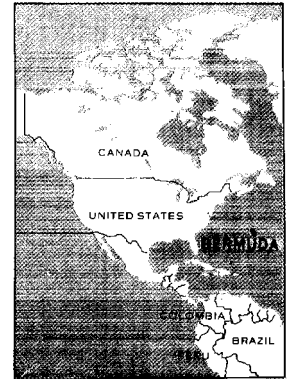 CANADA
UNITED STATES
BERMUDA
COLOMBIA
BRAZIL
PERU